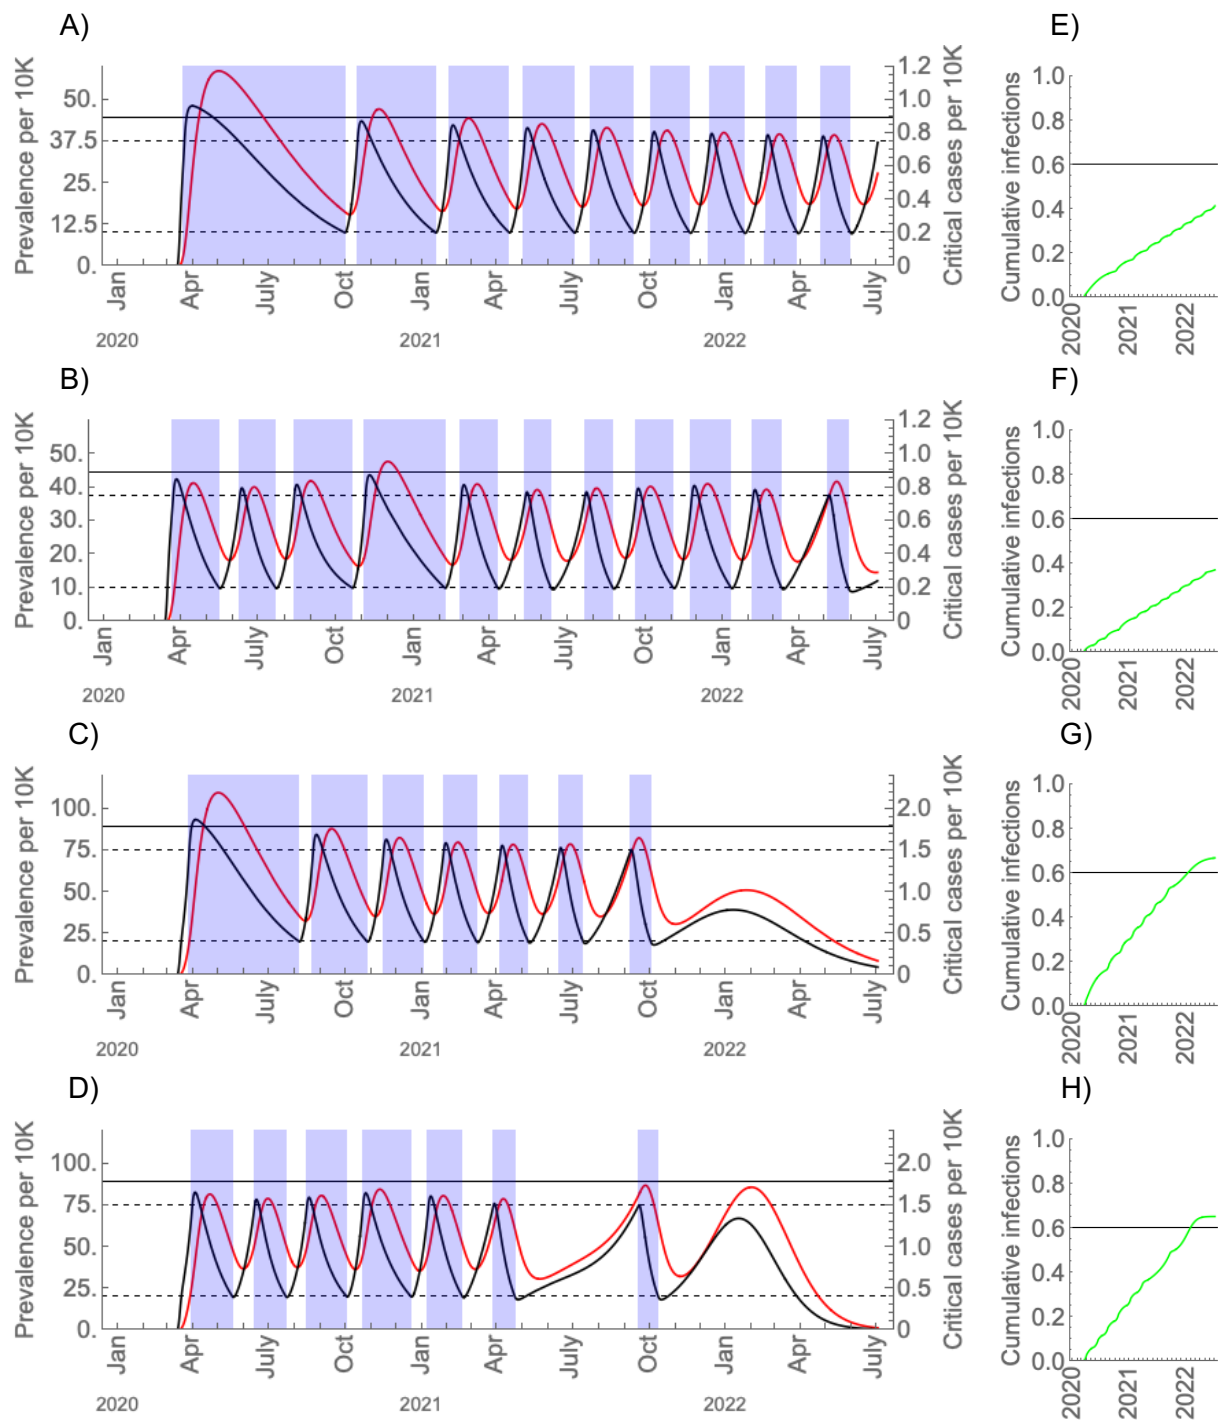 A)
E)
Prevalence per 10K
50.
37.5
25.
12.5
0.
1.2
1.0
0.8
0.6
0.4
0.2
0
Critical cases per 10K
Jan
April
July
Oct
Jan
Apr
July
Oct
Jan
Apr
July
2020
2021
2022
Cumulative infections
1.0
0.8
0.6
0.4
0.2
0.0
2020
2021
2022
B)
F)
Prevalence per 10K
50.
40.
30.
20.
10.
0.
1.2
1.0
0.8
0.6
0.4
0.2
0
Critical cases per 10K
Jan
Apr
July
Oct
Jan
Apr
July
Oct
Jan
Apr
July
2020
2021
2022
Cumulative infections
1.0
0.8
0.6
0.4
0.2
0.0
2020
2021
2022
C)
G)
Prevalence per 10K
100.
75.
50.
25.
0.
2.0
1.5
1.0
0.5
0
Critical cases per 10K
Jan
Apr
July
Oct
Jan
Apr
July
Oct
Jan
Apr
July
2020
2021
2022
Cumulative infections
1.0
0.8
0.6
0.4
0.2
0.0
2020
2021
2022
D)
H)
Prevalence per 10K
100.
75.
50.
25.
0.
2.0
1.5
1.0
0.5
0
Critical cases per 10K
Jan
Apr
July
Oct
Jan
Apr
July
Oct
Jan
Apr
July
2020
2021
2022
Cumulative infections
1.0
0.8
0.6
0.4
0.2
0.0
2020
2021
2022